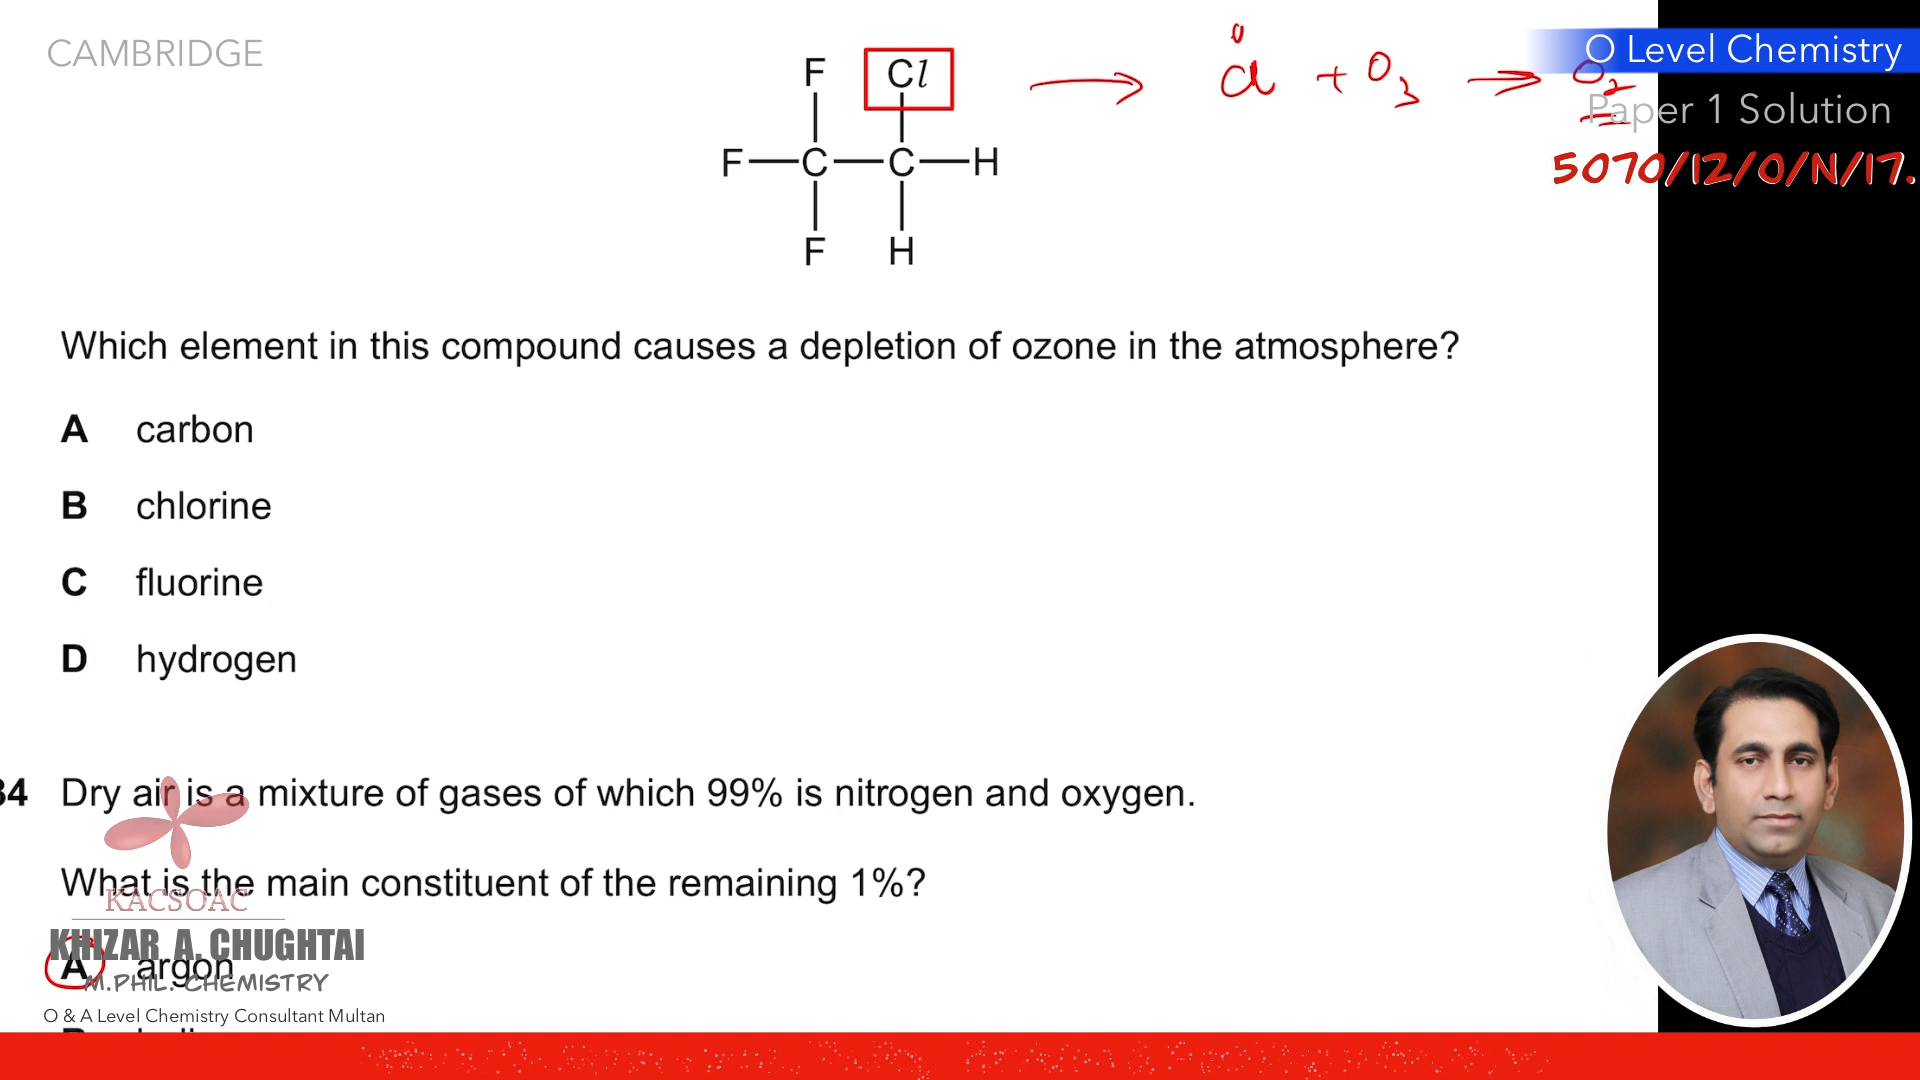 CAMBRIDGE
O Level Chemistry
Paper 1 Solution
5070/12/O/N/17.
F Cl → Cl + O3 → O2
F C C H
F H
Which element in this compound causes a depletion of ozone in the atmosphere?
A carbon
B chlorine
C fluorine
D hydrogen
34 Dry air is a mixture of gases of which 99% is nitrogen and oxygen.
What is the main constituent of the remaining 1%?
KACSOAC
KHIZAR A. CHUGHTAI
A argon
M.PHIL. CHEMISTRY
O & A Level Chemistry Consultant Multan